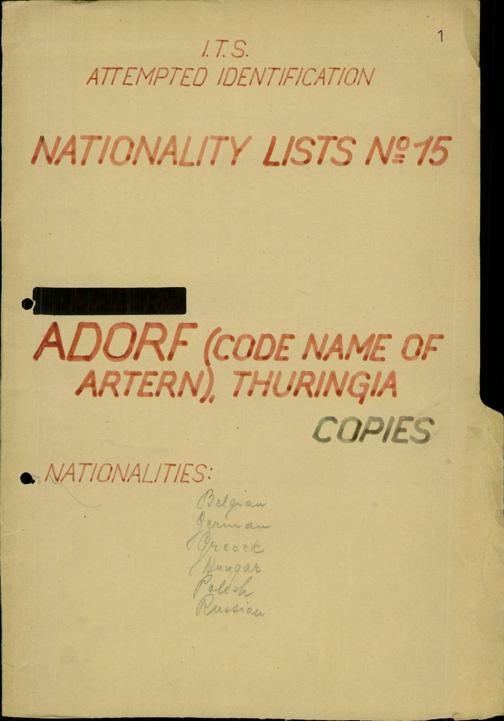 1
I.T.S.
ATTEMPTED IDENTIFICATION
NATIONALITY LISTS Nº 15
ADORF (CODE NAME OF
ARTERN), THURINGIA
COPIES
NATIONALITIES:
Belgian
German
Greeck
Hungar
Polish
Russian